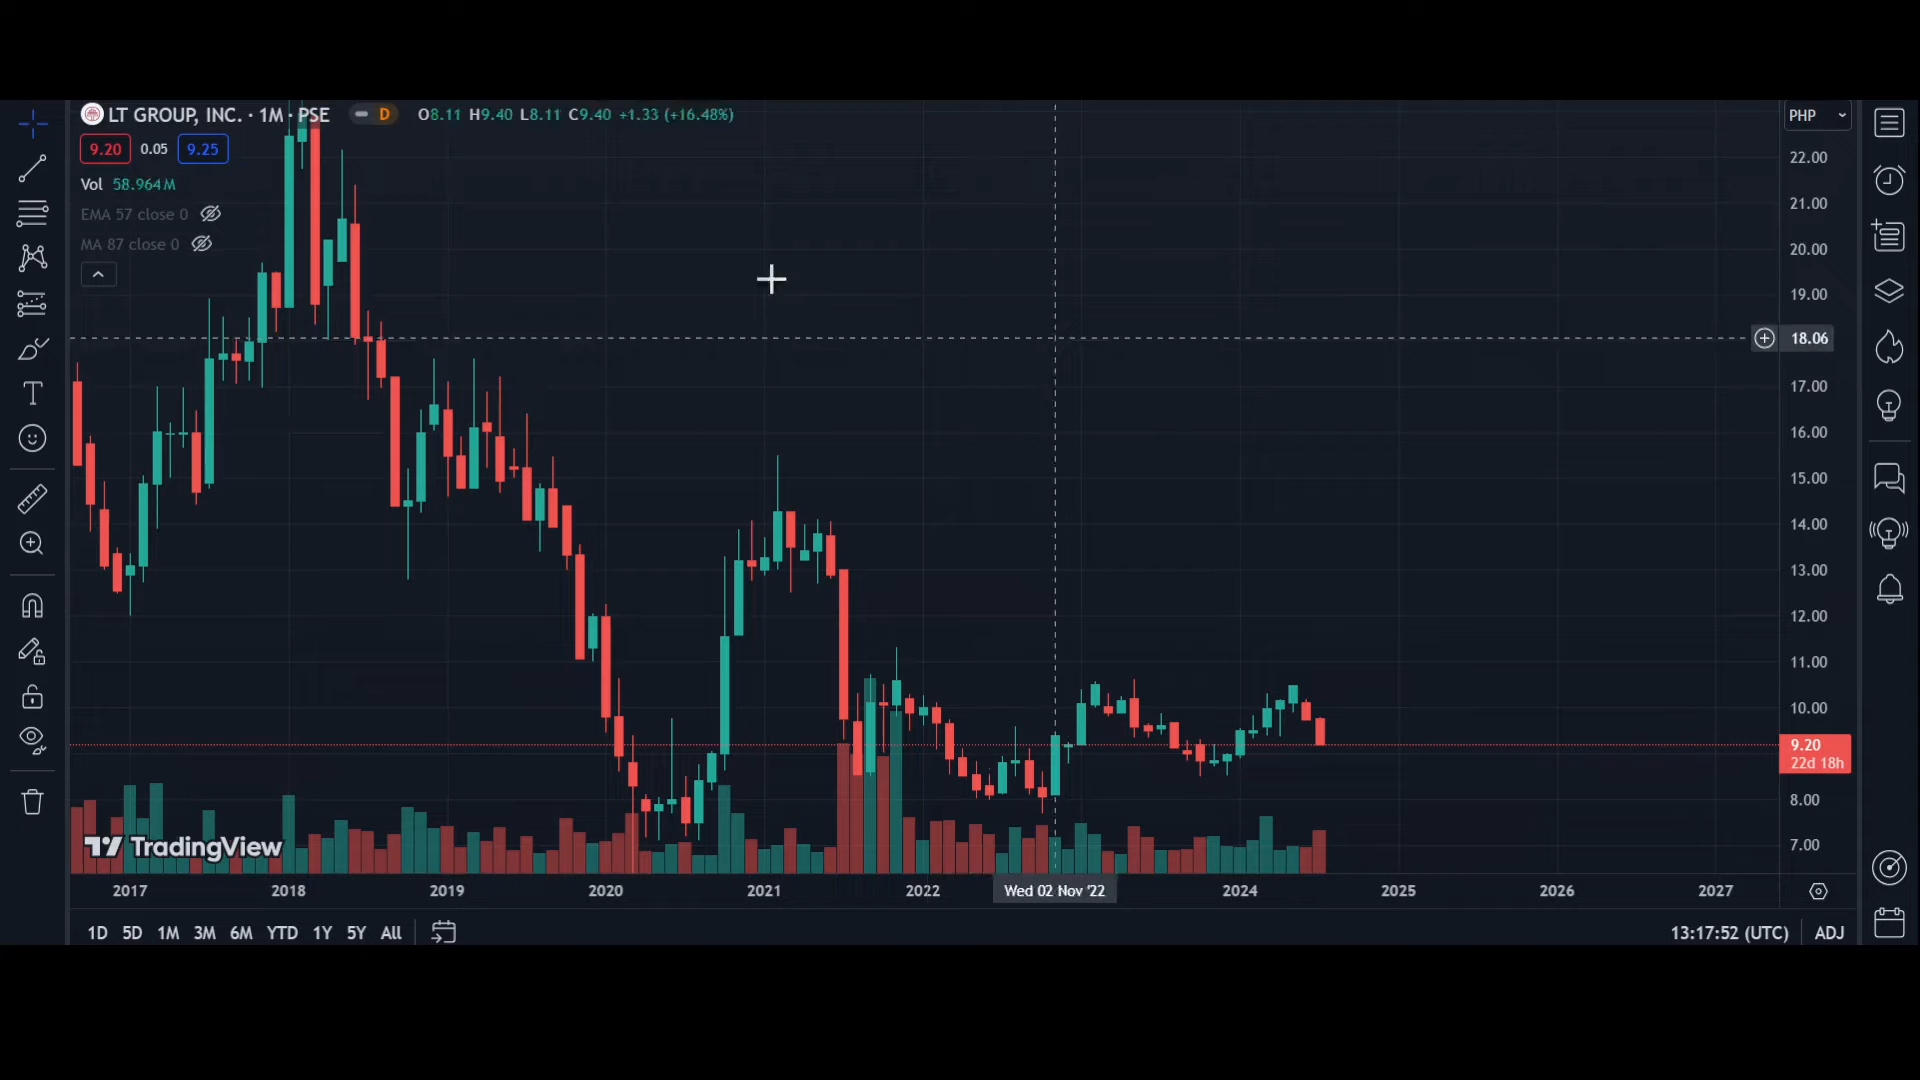 LT GROUP, INC. · 1M · PSE D O8.11 H9.40 L8.11 C9.40 +1.33 (+16.48%)
PHP
9.20 0.05 9.25
Vol 58.964M
EMA 57 close 0
MA 87 close 0
22.00
21.00
20.00
19.00
18.06
17.00
16.00
15.00
14.00
13.00
12.00
11.00
10.00
9.20
22d 18h
8.00
7.00
TradingView
2017 2018 2019 2020 2021 2022 Wed 02 Nov '22 2024 2025 2026 2027
1D 5D 1M 3M 6M YTD 1Y 5Y All 13:17:52 (UTC) ADJ